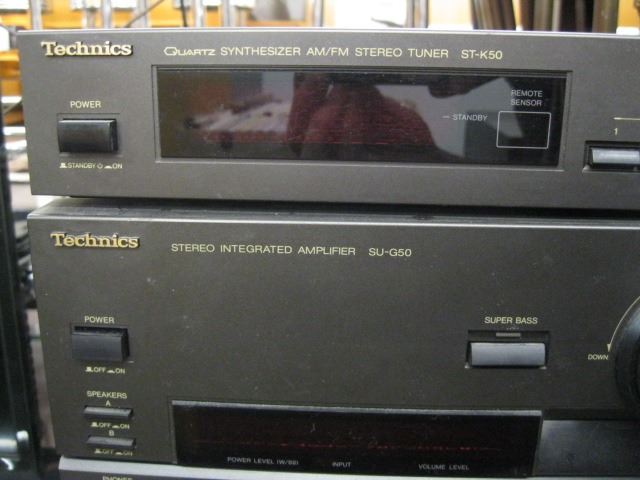 Technics QUARTZ SYNTHESIZER AM/FM STEREO TUNER ST-K50
POWER
STANDBY ON
REMOTE
SENSOR
STANDBY
1
Technics STEREO INTEGRATED AMPLIFIER SU-G50
POWER
OFF ON
SUPER BASS
DOWN
SPEAKERS
A
OFF ON
B
OFF ON
POWER LEVEL (W/8Ω) INPUT VOLUME LEVEL
PHONES